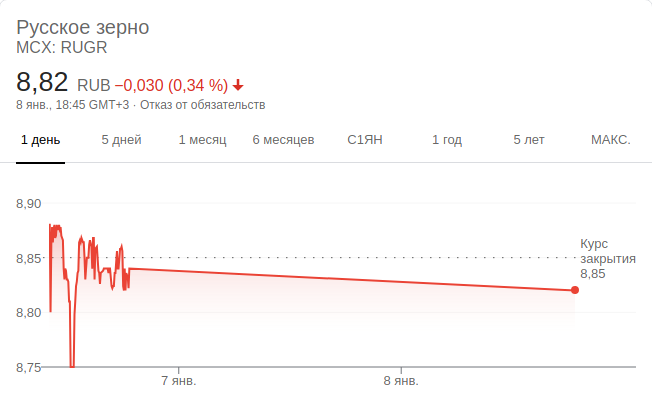 Русское зерно
MCX: RUGR
8,82 RUB −0,030 (0,34 %)
8 янв., 18:45 GMT+3 · Отказ от обязательств
1 день 5 дней 1 месяц 6 месяцев С1ЯН 1 год 5 лет МАКС.
8,90
8,85
8,80
8,75
Курс
закрытия
8,85
7 янв. 8 янв.